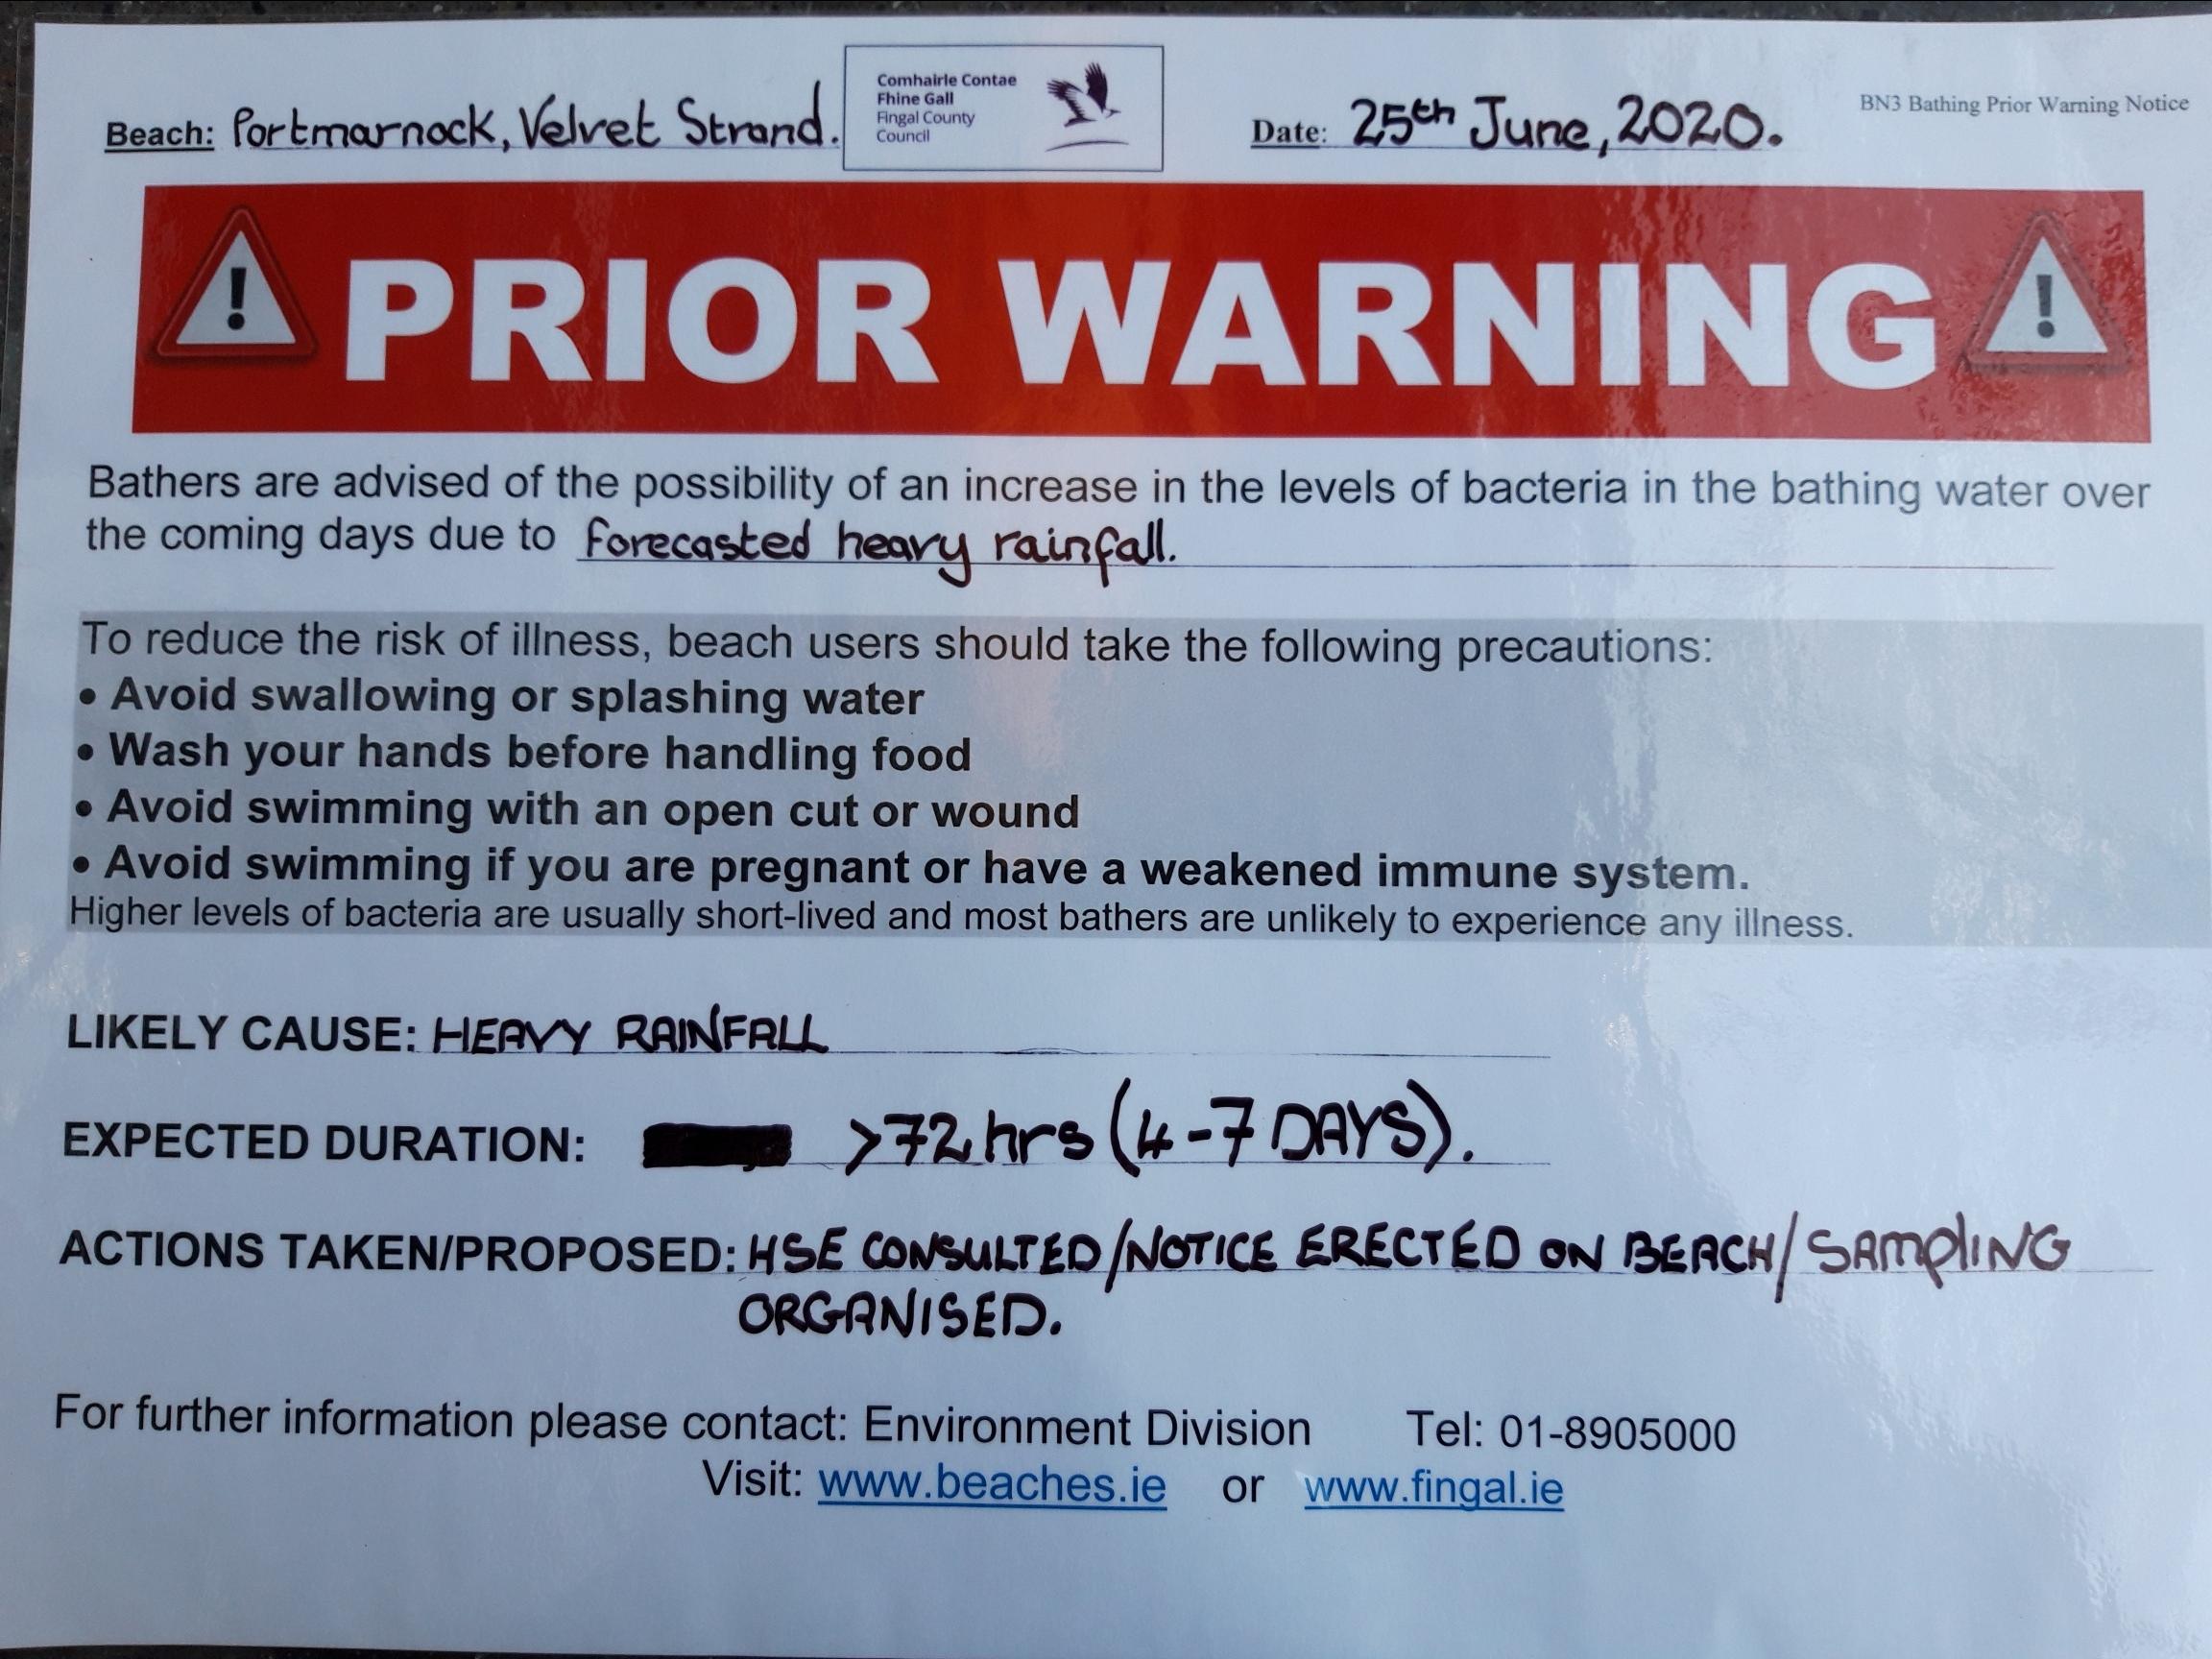 Beach: Portmarnock, Velvet Strand.
Comhairle Contae
Fhine Gall
Fingal County
Council
Date: 25th June, 2020.
BN3 Bathing Prior Warning Notice
! PRIOR WARNING !
Bathers are advised of the possibility of an increase in the levels of bacteria in the bathing water over
the coming days due to forecasted heavy rainfall.
To reduce the risk of illness, beach users should take the following precautions:
• Avoid swallowing or splashing water
• Wash your hands before handling food
• Avoid swimming with an open cut or wound
• Avoid swimming if you are pregnant or have a weakened immune system.
Higher levels of bacteria are usually short-lived and most bathers are unlikely to experience any illness.
LIKELY CAUSE: HEAVY RAINFALL
EXPECTED DURATION: >72 hrs (4-7 DAYS).
ACTIONS TAKEN/PROPOSED: HSE CONSULTED/NOTICE ERECTED ON BEACH/SAMPLING
ORGANISED.
For further information please contact: Environment Division Tel: 01-8905000
Visit: www.beaches.ie or www.fingal.ie